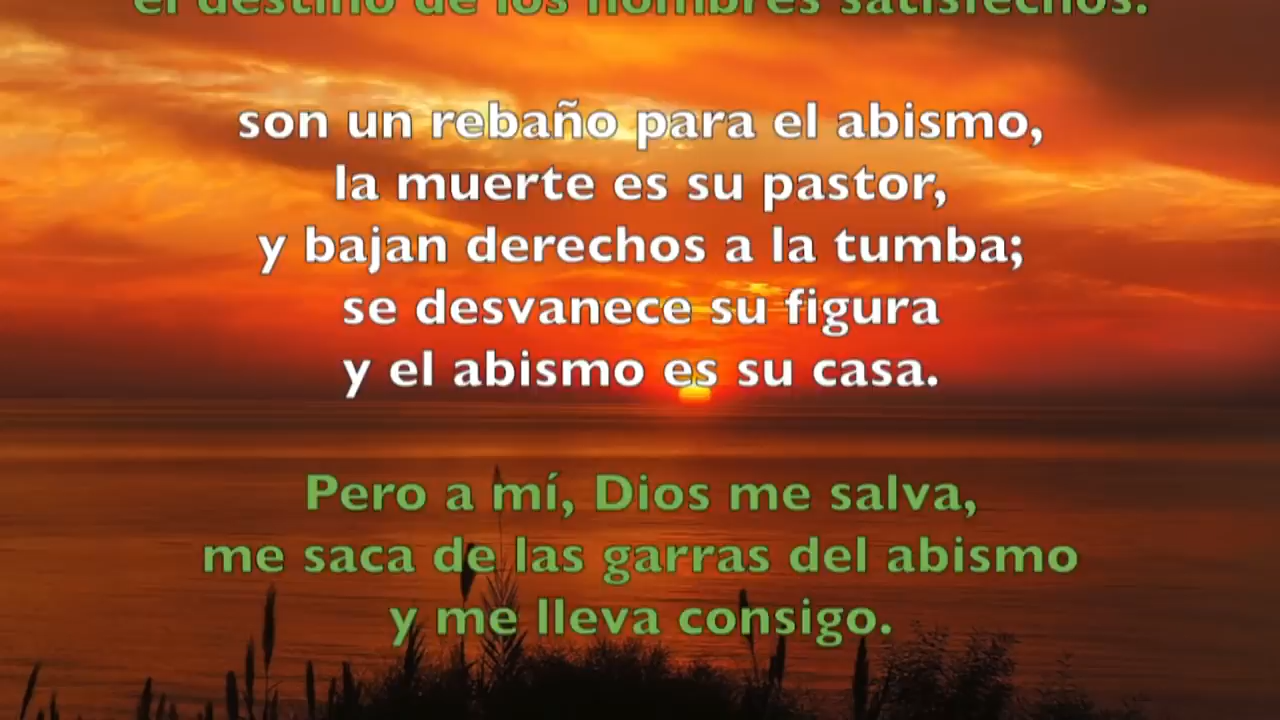 el destino de los hombres satisfechos:
son un rebaño para el abismo,
la muerte es su pastor,
y bajan derechos a la tumba;
se desvanece su figura
y el abismo es su casa.
Pero a mí, Dios me salva,
me saca de las garras del abismo
y me lleva consigo.